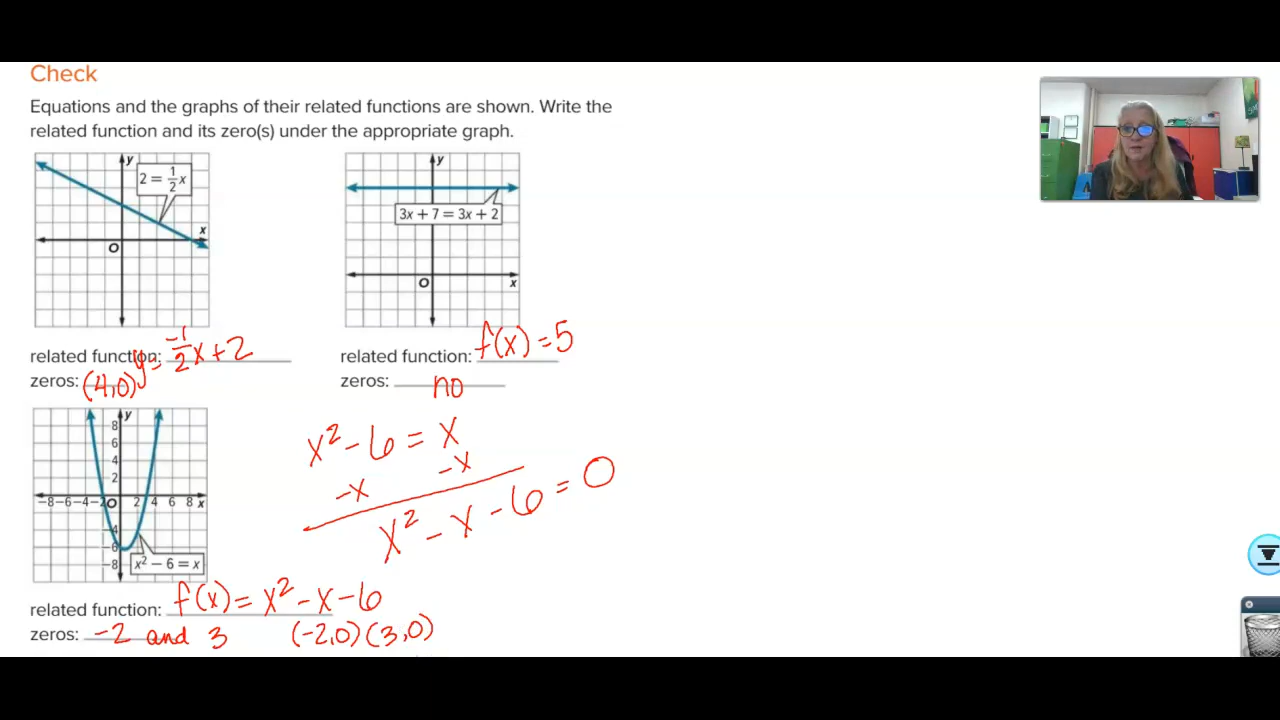 Check
Equations and the graphs of their related functions are shown. Write the
related function and its zero(s) under the appropriate graph.
y
2 = 1/2 x
x
O
y
3x + 7 = 3x + 2
O
x
related function: y = -1/2 x + 2
zeros: (4,0)
related function: f(x) = 5
zeros: no
y
8
6
4
2
-8 -6 -4 -2 O 2 4 6 8 x
-4
-6
-8
x² − 6 = x
x² - 6 = x
-x -x
x² - x - 6 = 0
related function: f(x) = x² - x - 6
zeros: -2 and 3 (-2,0) (3,0)